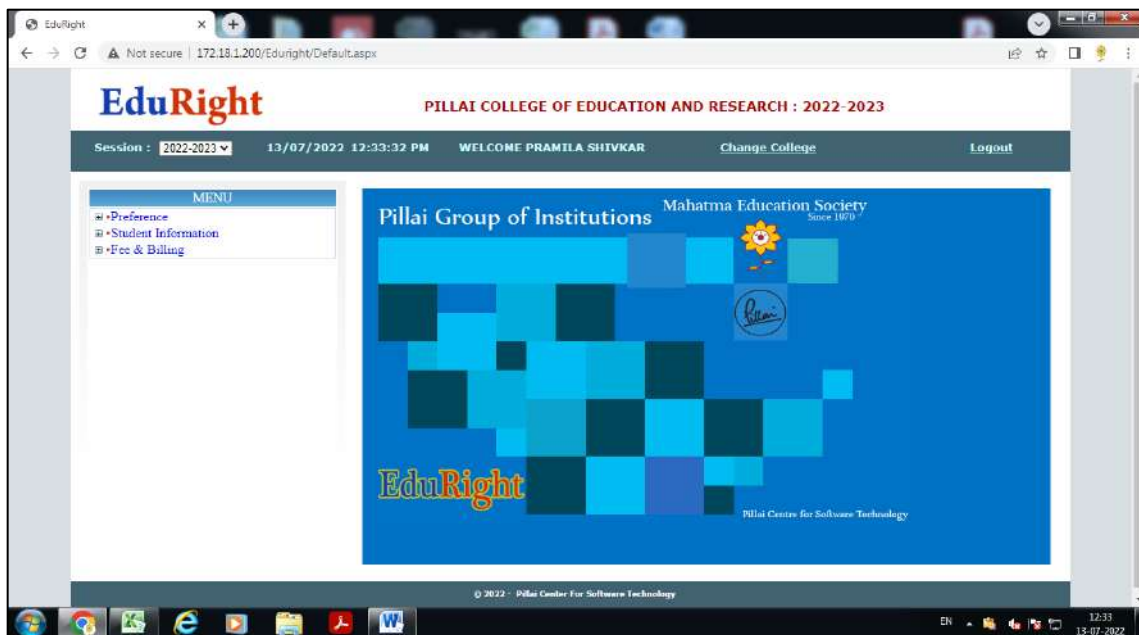 EduRight
Not secure | 172.18.1.200/Eduright/Default.aspx
EduRight
PILLAI COLLEGE OF EDUCATION AND RESEARCH : 2022-2023
Session : 2022-2023 13/07/2022 12:33:32 PM WELCOME PRAMILA SHIVKAR Change College Logout
MENU
Preference
Student Information
Fee & Billing
Pillai Group of Institutions
Mahatma Education Society
Since 1970
Pillai
EduRight
Pillai Centre for Software Technology
© 2022 - Pillai Center For Software Technology
EN
12:33
13-07-2022